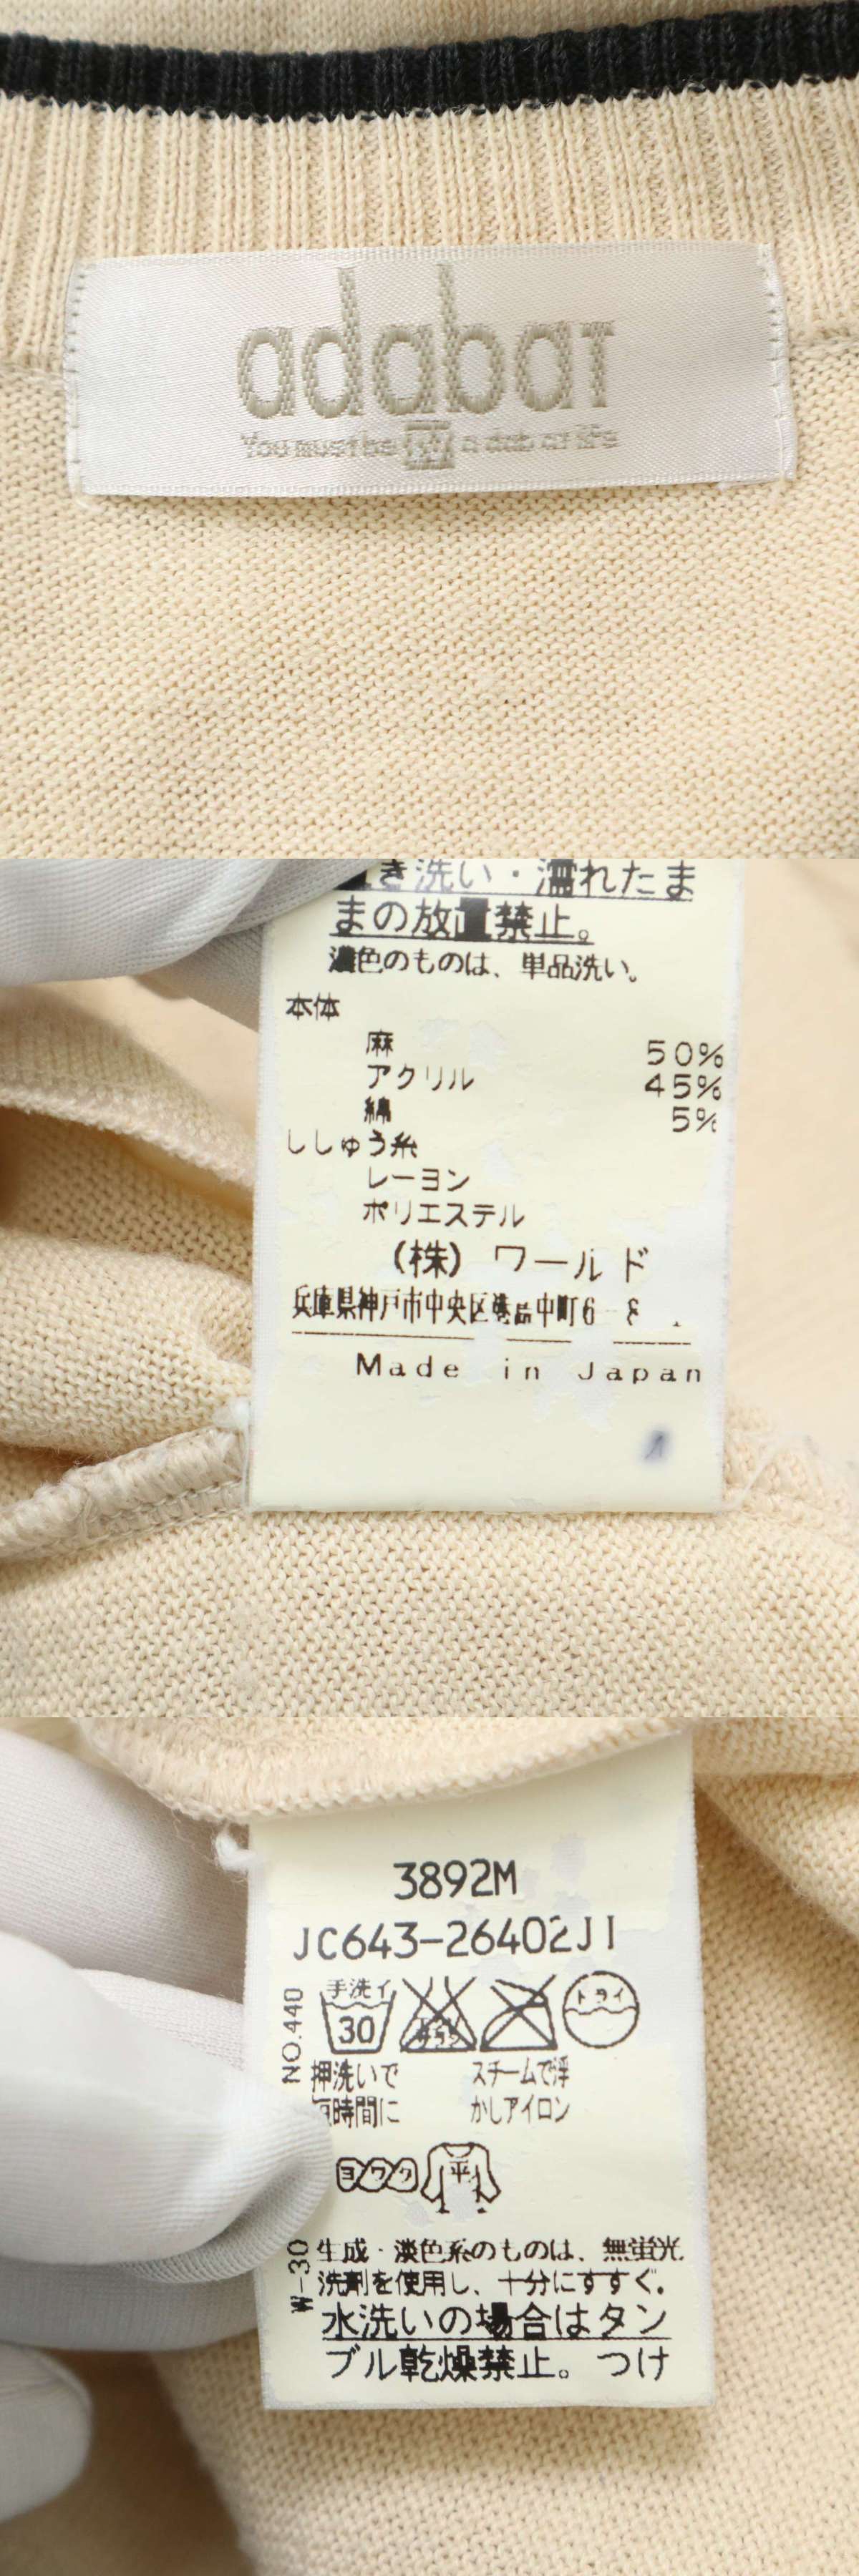 adabar
You must be a dab at life
き洗い・濡れたま
まの放置禁止。
濃色のものは、単品洗い。
本体
麻 50%
アクリル 45%
綿 5%
ししゅう糸
レーヨン
ポリエステル
(株) ワールド
兵庫県神戸市中央区港島中町6 8
Made in Japan
3892M
JC643-26402JI
NO.440
手洗イ
30
ドライ
押洗いで
短時間に
スチームで浮
かしアイロン
ヨワク
平
W-30
生成・淡色系のものは、無蛍光
洗剤を使用し、十分にすすぐ。
水洗いの場合はタン
ブル乾燥禁止。つけ